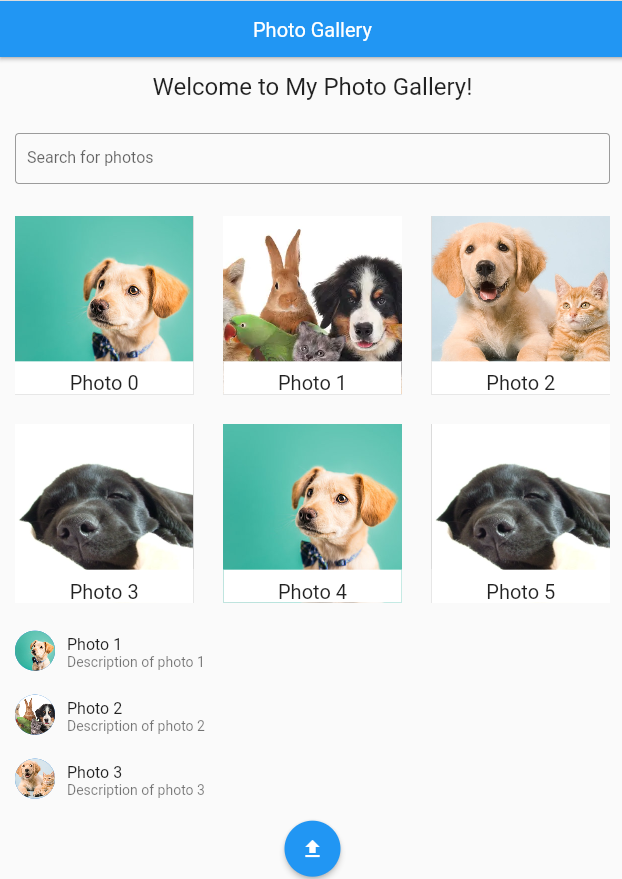 Photo Gallery
Welcome to My Photo Gallery!
Search for photos
Photo 0
Photo 1
Photo 2
Photo 3
Photo 4
Photo 5
Photo 1
Description of photo 1
Photo 2
Description of photo 2
Photo 3
Description of photo 3